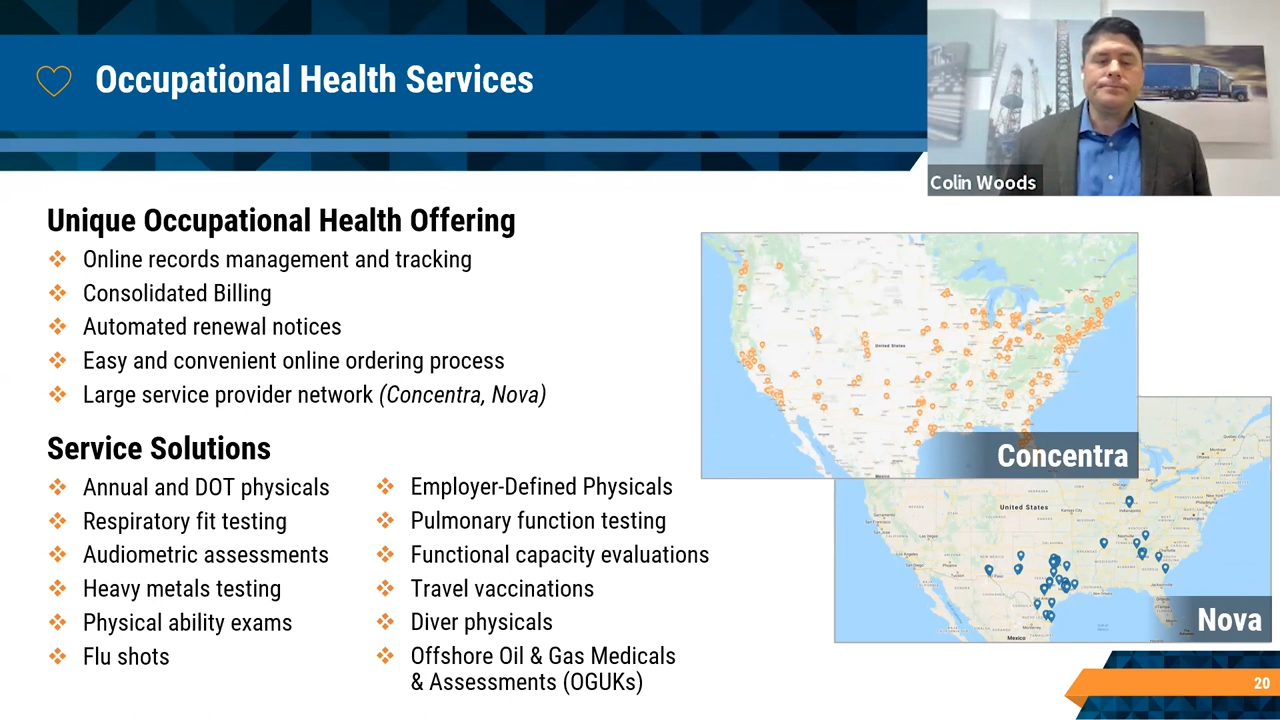 Occupational Health Services
Colin Woods
Unique Occupational Health Offering
Online records management and tracking
Consolidated Billing
Automated renewal notices
Easy and convenient online ordering process
Large service provider network (Concentra, Nova)
Service Solutions
Annual and DOT physicals
Respiratory fit testing
Audiometric assessments
Heavy metals testing
Physical ability exams
Flu shots
Employer-Defined Physicals
Pulmonary function testing
Functional capacity evaluations
Travel vaccinations
Diver physicals
Offshore Oil & Gas Medicals
& Assessments (OGUKs)
United States
Mexico
Concentra
United States
Mexico
Nova
20